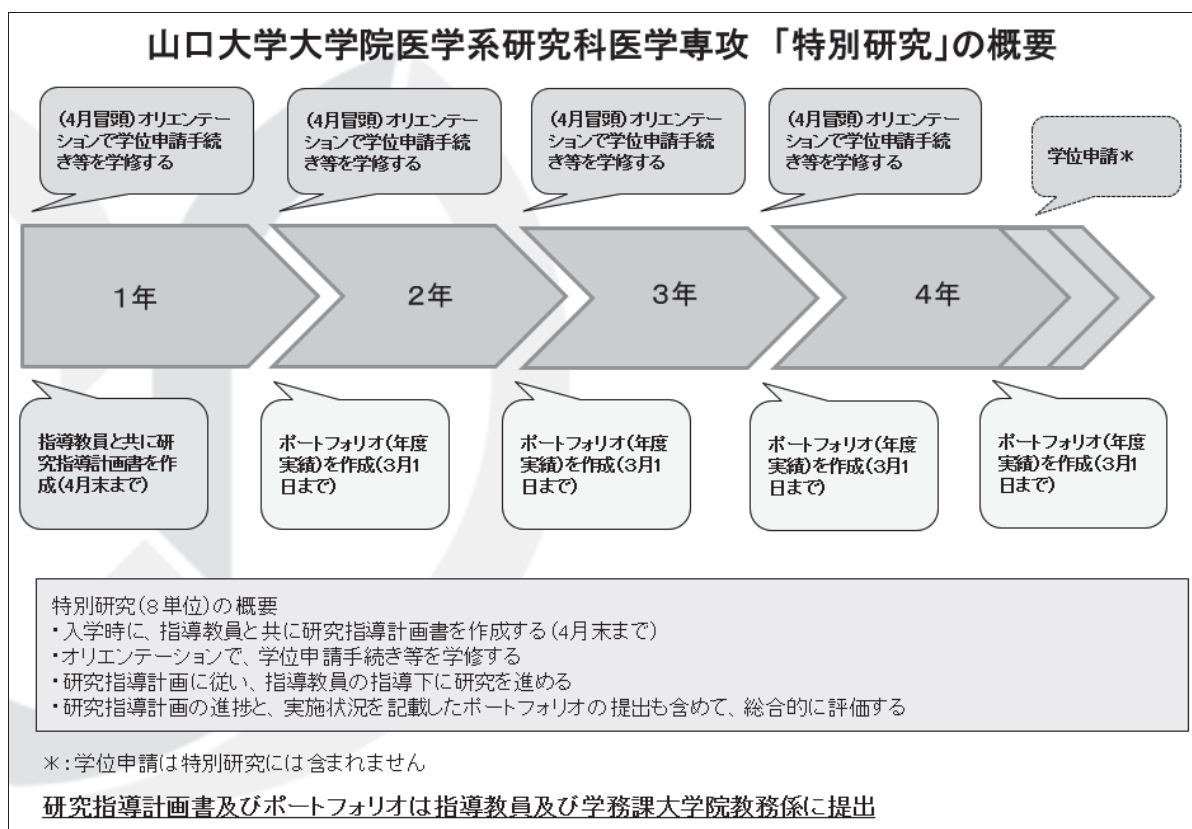 山口大学大学院医学系研究科医学専攻 「特別研究」の概要
(4月冒頭)オリエンテー
ションで学位申請手続
き等を学修する
(4月冒頭)オリエンテー
ションで学位申請手続
き等を学修する
(4月冒頭)オリエンテー
ションで学位申請手続
き等を学修する
(4月冒頭)オリエンテー
ションで学位申請手続
き等を学修する
学位申請＊
1年
2年
3年
4年
指導教員と共に研
究指導計画書を作
成(4月末まで)
ポートフォリオ(年度
実績)を作成(3月1
日まで)
ポートフォリオ(年度
実績)を作成(3月1
日まで)
ポートフォリオ(年度
実績)を作成(3月1
日まで)
ポートフォリオ(年度
実績)を作成(3月1
日まで)
特別研究(8単位)の概要
・入学時に、指導教員と共に研究指導計画書を作成する(4月末まで)
・オリエンテーションで、学位申請手続き等を学修する
・研究指導計画に従い、指導教員の指導下に研究を進める
・研究指導計画の進捗と、実施状況を記載したポートフォリオの提出も含めて、総合的に評価する
＊:学位申請は特別研究には含まれません
研究指導計画書及びポートフォリオは指導教員及び学務課大学院教務係に提出